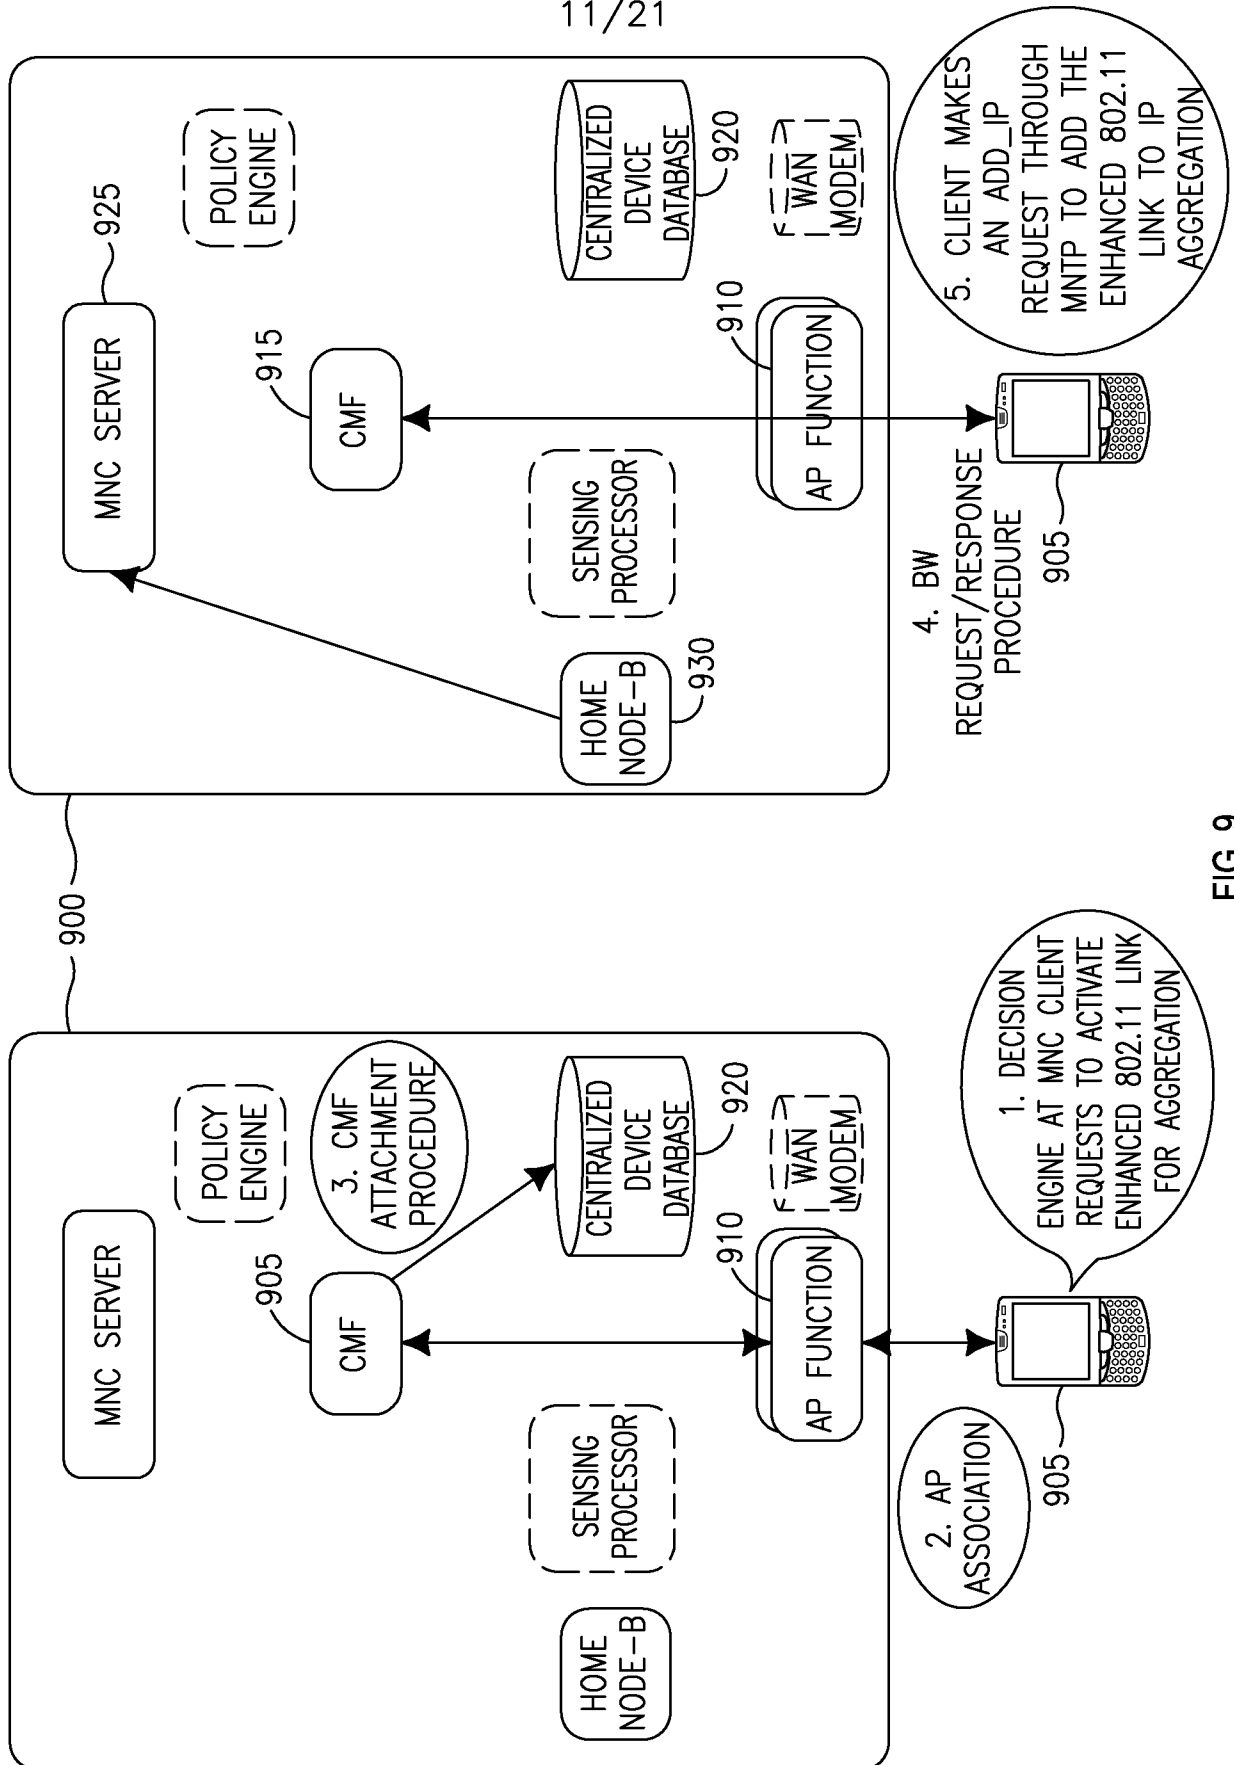 11/21
900
MNC SERVER
POLICY
ENGINE
905
CMF
3. CMF
ATTACHMENT
PROCEDURE
HOME
NODE-B
SENSING
PROCESSOR
CENTRALIZED
DEVICE
DATABASE
920
910
AP FUNCTION
WAN
MODEM
2. AP
ASSOCIATION
905
1. DECISION
ENGINE AT MNC CLIENT
REQUESTS TO ACTIVATE
ENHANCED 802.11 LINK
FOR AGGREGATION
MNC SERVER
925
POLICY
ENGINE
915
CMF
HOME
NODE-B
930
SENSING
PROCESSOR
CENTRALIZED
DEVICE
DATABASE
920
910
AP FUNCTION
WAN
MODEM
4. BW
REQUEST/RESPONSE
PROCEDURE
905
5. CLIENT MAKES
AN ADD_IP
REQUEST THROUGH
MNTP TO ADD THE
ENHANCED 802.11
LINK TO IP
AGGREGATION
FIG. 9